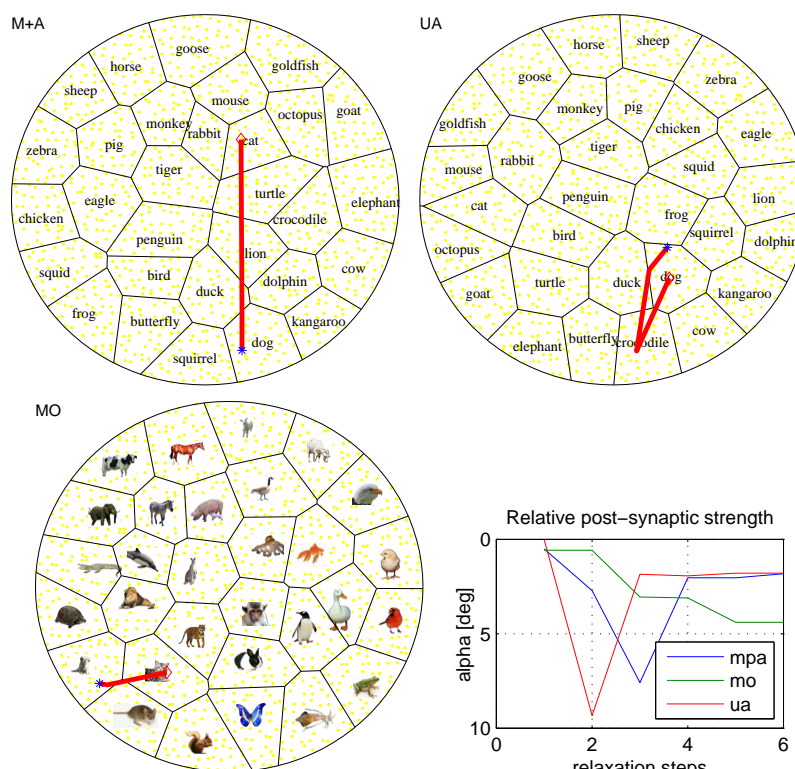 M+A
goose
horse
goldfish
sheep
mouse
octopus
goat
monkey
rabbit
cat
zebra
pig
tiger
turtle
eagle
elephant
chicken
crocodile
penguin
lion
squid
bird
dolphin
cow
duck
frog
butterfly
kangaroo
squirrel
dog
UA
sheep
horse
goose
zebra
monkey
pig
goldfish
chicken
eagle
tiger
mouse
rabbit
squid
cat
penguin
lion
frog
squirrel
bird
octopus
dolphin
turtle
duck
dog
goat
kangaroo
elephant
butterfly
crocodile
cow
MO
Relative post-synaptic strength
0
5
10
alpha [deg]
mpa
mo
ua
0 2 4 6
relaxation steps